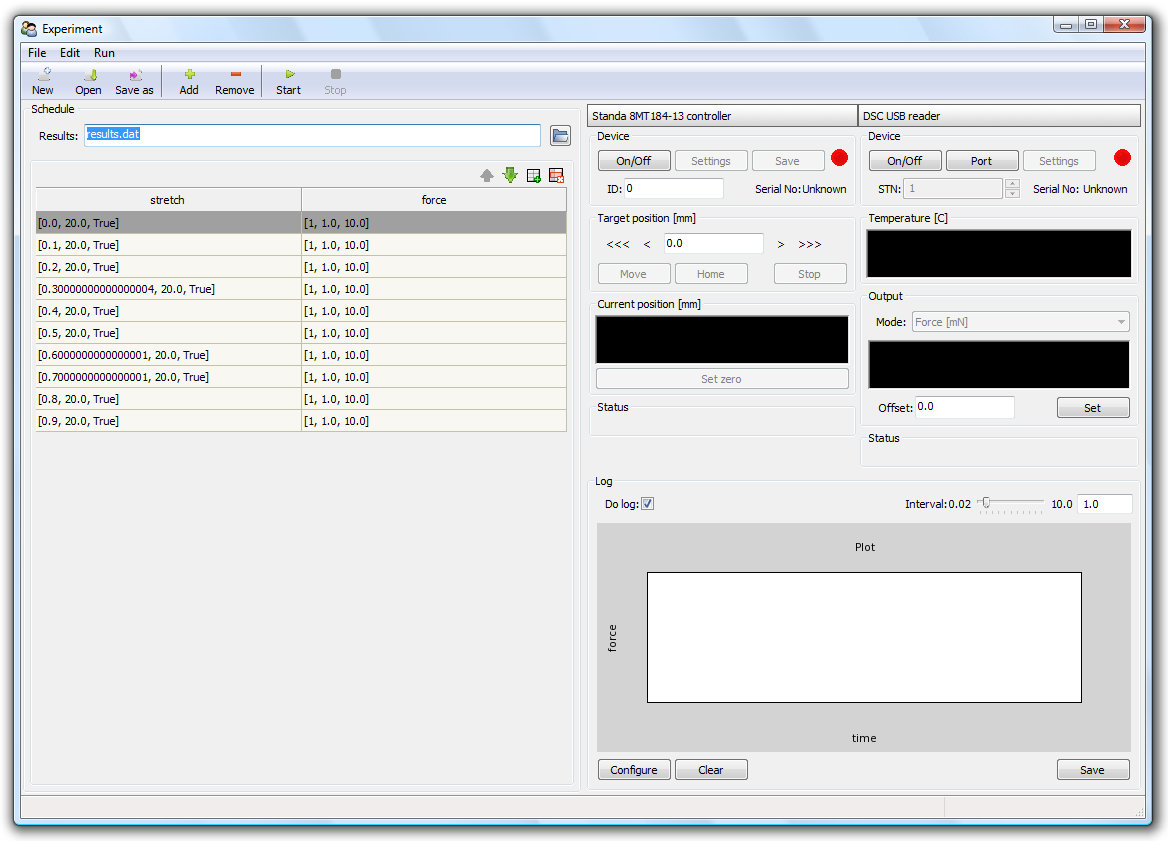 Experiment
File Edit Run
New Open Save as Add Remove Start Stop
Schedule
Results: results.dat
stretch force
[0.0, 20.0, True] [1, 1.0, 10.0]
[0.1, 20.0, True] [1, 1.0, 10.0]
[0.2, 20.0, True] [1, 1.0, 10.0]
[0.30000000000000004, 20.0, True] [1, 1.0, 10.0]
[0.4, 20.0, True] [1, 1.0, 10.0]
[0.5, 20.0, True] [1, 1.0, 10.0]
[0.6000000000000001, 20.0, True] [1, 1.0, 10.0]
[0.7000000000000001, 20.0, True] [1, 1.0, 10.0]
[0.8, 20.0, True] [1, 1.0, 10.0]
[0.9, 20.0, True] [1, 1.0, 10.0]
Standa 8MT184-13 controller
Device
On/Off Settings Save
ID: 0 Serial No: Unknown
Target position [mm]
<<< < 0.0 > >>>
Move Home Stop
Current position [mm]
Set zero
Status
DSC USB reader
Device
On/Off Port Settings
STN: 1 Serial No: Unknown
Temperature [C]
Output
Mode: Force [mN]
Offset: 0.0 Set
Status
Log
Do log: Interval: 0.02 10.0 1.0
Plot
force
time
Configure Clear Save